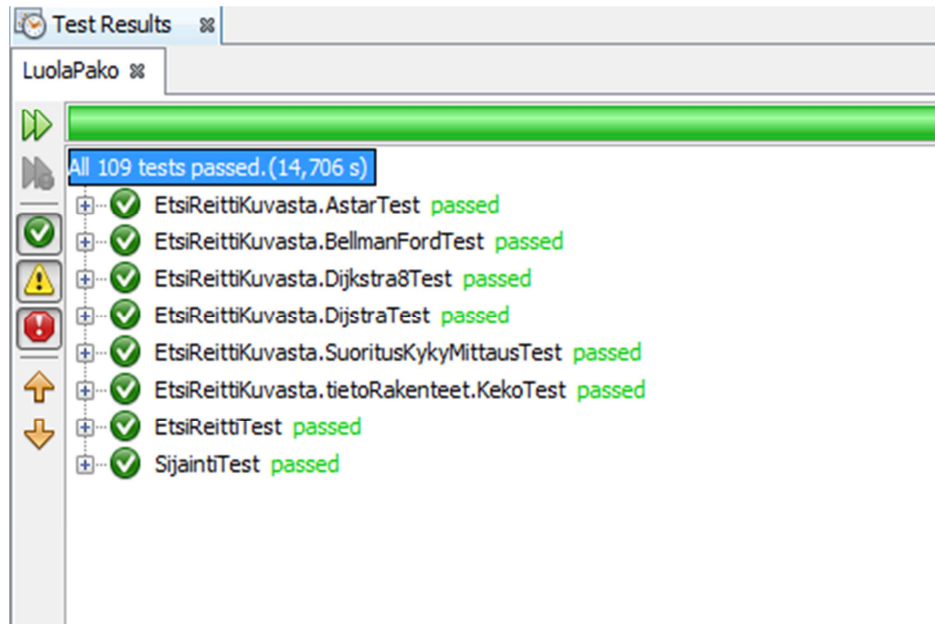 Test Results
LuolaPako
All 109 tests passed.(14,706 s)
EtsiReittiKuvasta.AstarTest passed
EtsiReittiKuvasta.BellmanFordTest passed
EtsiReittiKuvasta.Dijkstra8Test passed
EtsiReittiKuvasta.DijstraTest passed
EtsiReittiKuvasta.SuoritusKykyMittausTest passed
EtsiReittiKuvasta.tietoRakenteet.KekoTest passed
EtsiReittiTest passed
SijaintiTest passed